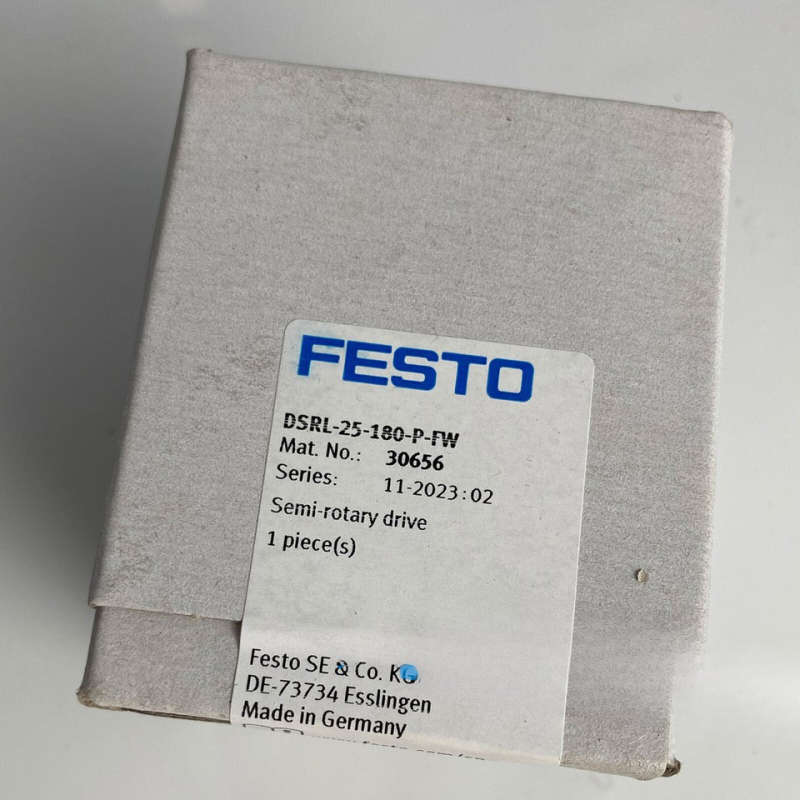 FESTO
DSRL-25-180-P-FW
Mat. No.: 30656
Series: 11-2023:02
Semi-rotary drive
1 piece(s)
Festo SE & Co. KG
DE-73734 Esslingen
Made in Germany